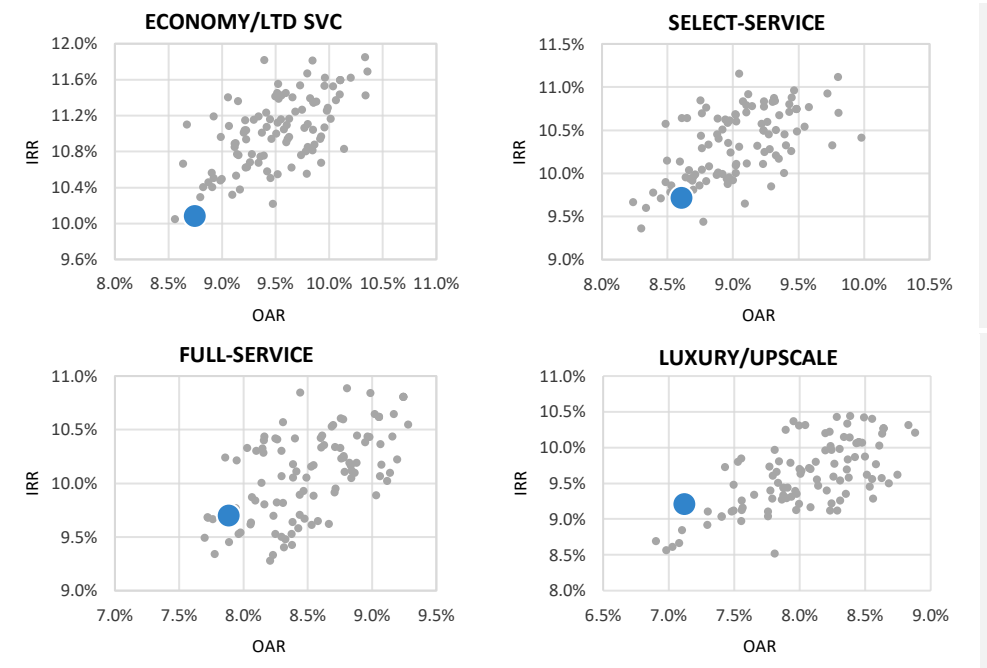 ECONOMY/LTD SVC
12.0%
11.6%
11.2%
10.8%
10.4%
10.0%
9.6%
IRR
8.0% 8.5% 9.0% 9.5% 10.0% 10.5% 11.0%
OAR
SELECT-SERVICE
11.5%
11.0%
10.5%
10.0%
9.5%
9.0%
IRR
8.0% 8.5% 9.0% 9.5% 10.0% 10.5%
OAR
FULL-SERVICE
11.0%
10.5%
10.0%
9.5%
9.0%
IRR
7.0% 7.5% 8.0% 8.5% 9.0% 9.5%
OAR
LUXURY/UPSCALE
11.0%
10.5%
10.0%
9.5%
9.0%
8.5%
8.0%
IRR
6.5% 7.0% 7.5% 8.0% 8.5% 9.0%
OAR